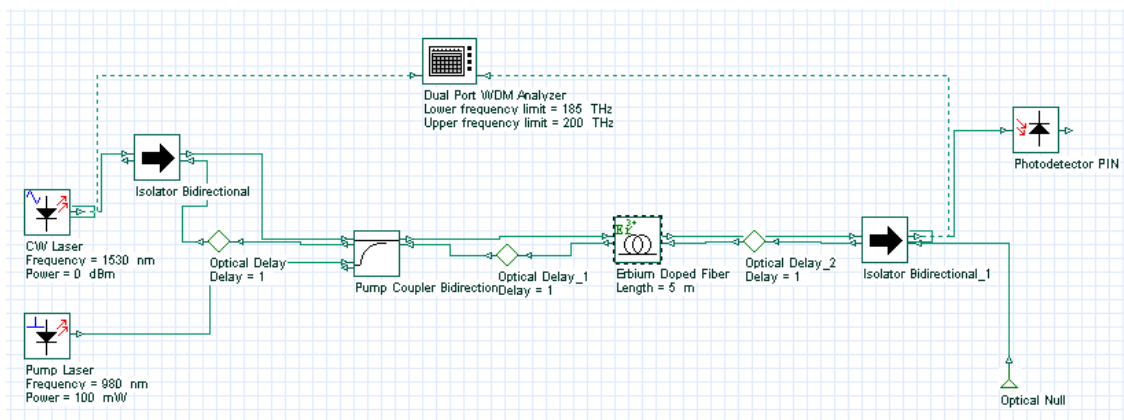 Dual Port WDM Analyzer
Lower frequency limit = 185 THz
Upper frequency limit = 200 THz
Photodetector PIN
Isolator Bidirectional
CW Laser
Frequency = 1530 nm
Power = 0 dBm
Optical Delay
Delay = 1
Pump Coupler Bidirection
Optical Delay_1
Delay = 1
Er 3+
Erbium Doped Fiber
Length = 5 m
Optical Delay_2
Delay = 1
Isolator Bidirectional_1
Pump Laser
Frequency = 980 nm
Power = 100 mW
Optical Null